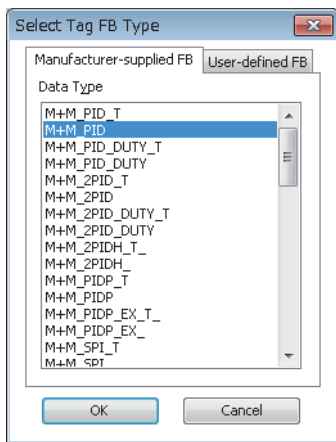 Select Tag FB Type
Manufacturer-supplied FB
User-defined FB
Data Type
M+M_PID_T
M+M_PID
M+M_PID_DUTY_T
M+M_PID_DUTY
M+M_2PID_T
M+M_2PID
M+M_2PID_DUTY_T
M+M_2PID_DUTY
M+M_2PIDH_T_
M+M_2PIDH_
M+M_PIDP_T
M+M_PIDP
M+M_PIDP_EX_T_
M+M_PIDP_EX_
M+M_SPI_T
M+M_SPI
OK
Cancel